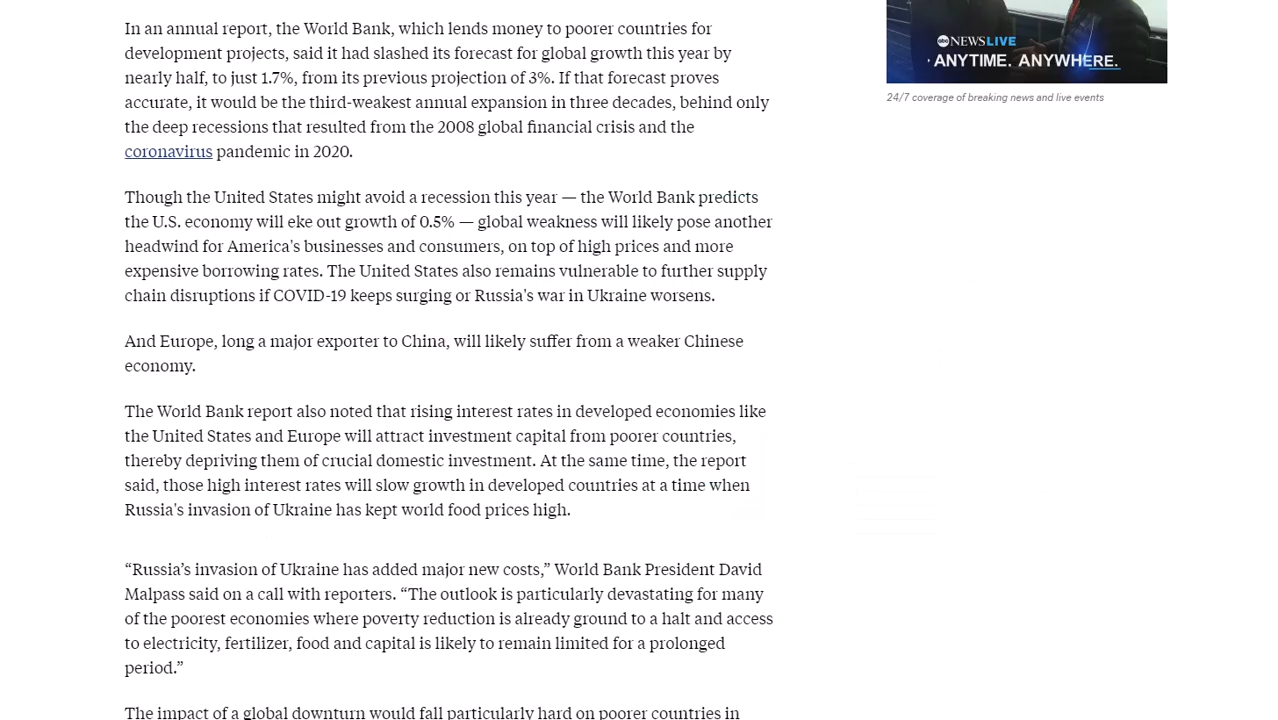 In an annual report, the World Bank, which lends money to poorer countries for
development projects, said it had slashed its forecast for global growth this year by
nearly half, to just 1.7%, from its previous projection of 3%. If that forecast proves
accurate, it would be the third-weakest annual expansion in three decades, behind only
the deep recessions that resulted from the 2008 global financial crisis and the
coronavirus pandemic in 2020.
Though the United States might avoid a recession this year — the World Bank predicts
the U.S. economy will eke out growth of 0.5% — global weakness will likely pose another
headwind for America's businesses and consumers, on top of high prices and more
expensive borrowing rates. The United States also remains vulnerable to further supply
chain disruptions if COVID-19 keeps surging or Russia's war in Ukraine worsens.
And Europe, long a major exporter to China, will likely suffer from a weaker Chinese
economy.
The World Bank report also noted that rising interest rates in developed economies like
the United States and Europe will attract investment capital from poorer countries,
thereby depriving them of crucial domestic investment. At the same time, the report
said, those high interest rates will slow growth in developed countries at a time when
Russia's invasion of Ukraine has kept world food prices high.
“Russia’s invasion of Ukraine has added major new costs,” World Bank President David
Malpass said on a call with reporters. “The outlook is particularly devastating for many
of the poorest economies where poverty reduction is already ground to a halt and access
to electricity, fertilizer, food and capital is likely to remain limited for a prolonged
period.”
The impact of a global downturn would fall particularly hard on poorer countries in
abc NEWS LIVE
ANYTIME. ANYWHERE.
24/7 coverage of breaking news and live events